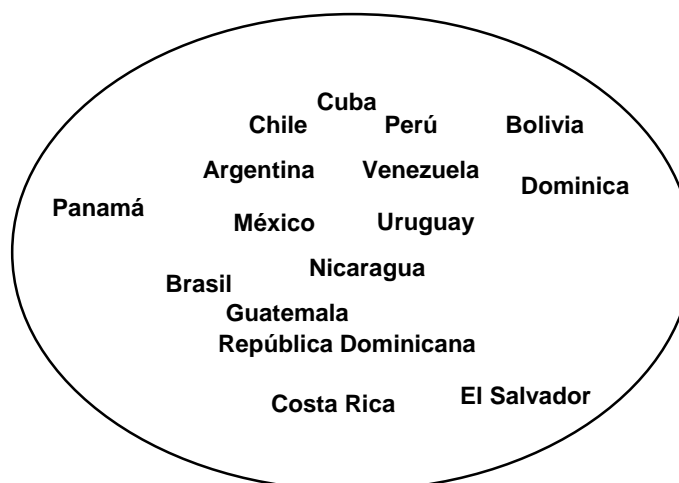 Cuba
Chile Perú Bolivia
Argentina Venezuela
Dominica
Panamá
México Uruguay
Nicaragua
Brasil
Guatemala
República Dominicana
El Salvador
Costa Rica